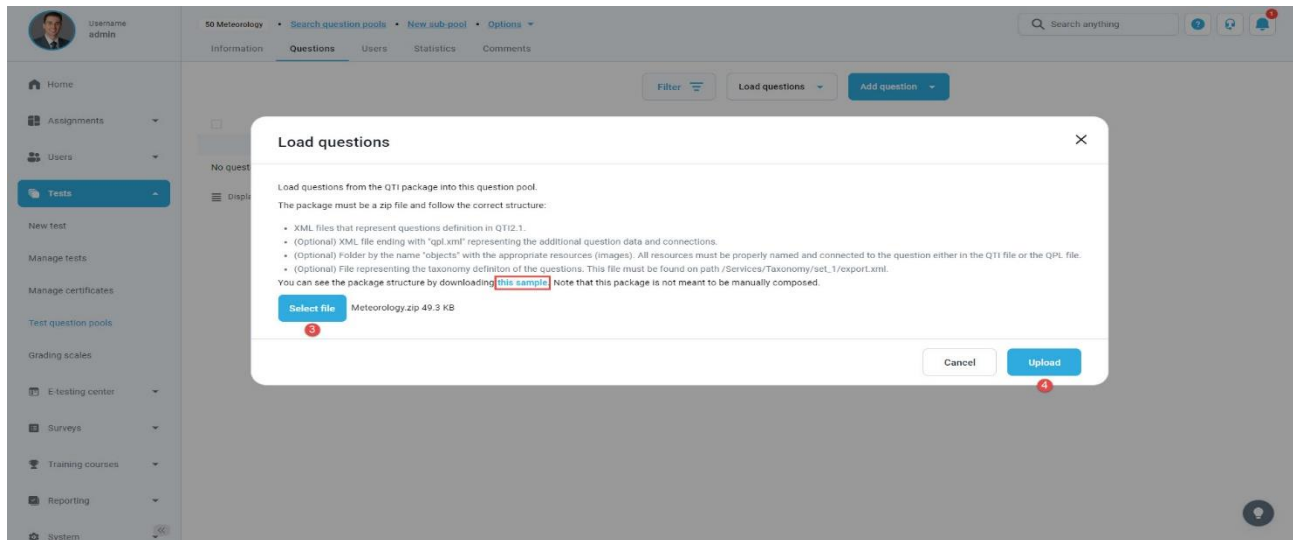 Username
admin
50 Meteorology • Search question pools • New sub-pool • Options
Search anything
1
Information Questions Users Statistics Comments
Home
Filter
Load questions
Add question
Assignments
Load questions
Users
No quest
Load questions from the QTI package into this question pool.
Tests
Displa
The package must be a zip file and follow the correct structure:
New test
• XML files that represent questions definition in QTI2.1.
• (Optional) XML file ending with "qpl.xml" representing the additional question data and connections.
Manage tests
• (Optional) Folder by the name "objects" with the appropriate resources (images). All resources must be properly named and connected to the question either in the QTI file or the QPL file.
• (Optional) File representing the taxonomy definiton of the questions. This file must be found on path /Services/Taxonomy/set_1/export.xml.
You can see the package structure by downloading this sample. Note that this package is not meant to be manually composed.
Manage certificates
Select file Meteorology.zip 49.3 KB
Test question pools
3
Grading scales
Cancel
Upload
4
E-testing center
Surveys
Training courses
Reporting
System